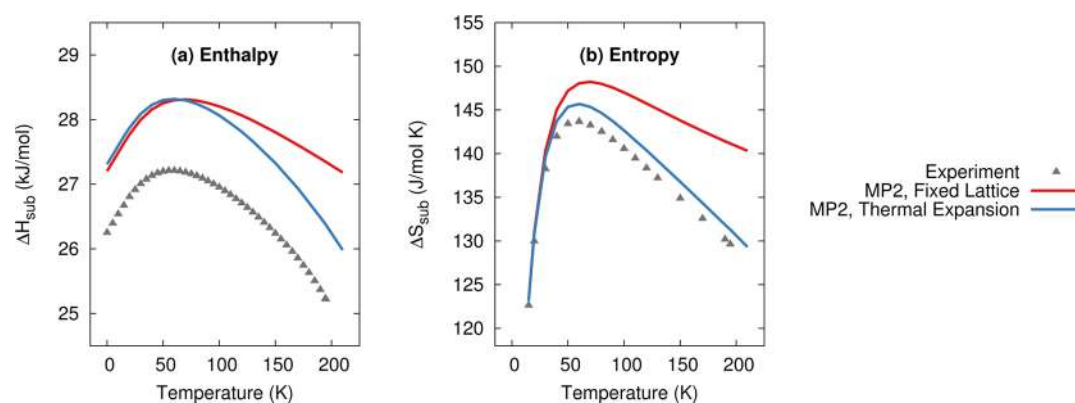 (a) Enthalpy
ΔHsub (kJ/mol)
29
28
27
26
25
0 50 100 150 200
Temperature (K)
(b) Entropy
ΔSsub (J/mol K)
155
150
145
140
135
130
125
120
0 50 100 150 200
Temperature (K)
Experiment
MP2, Fixed Lattice
MP2, Thermal Expansion